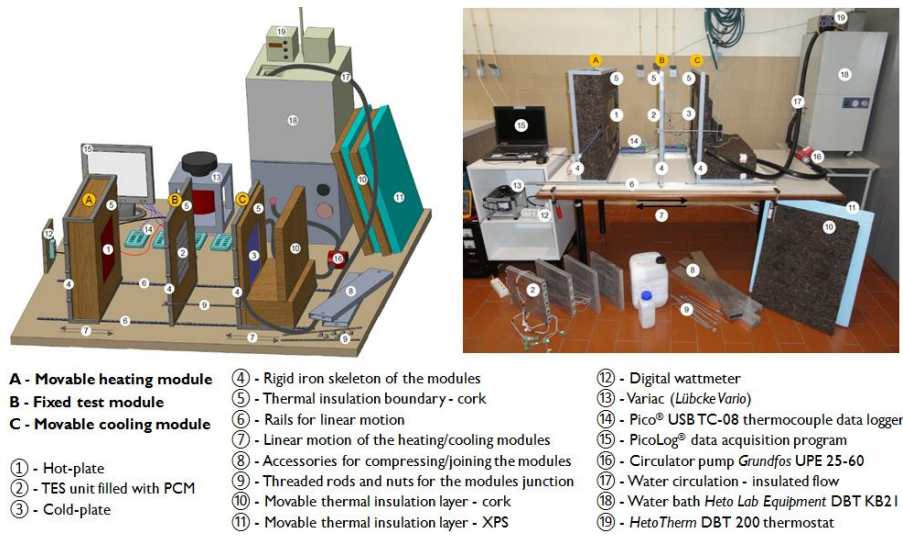 A - Movable heating module
B - Fixed test module
C - Movable cooling module
① - Hot-plate
② - TES unit filled with PCM
③ - Cold-plate
④ - Rigid iron skeleton of the modules
⑤ - Thermal insulation boundary - cork
⑥ - Rails for linear motion
⑦ - Linear motion of the heating/cooling modules
⑧ - Accessories for compressing/joining the modules
⑨ - Threaded rods and nuts for the modules junction
⑩ - Movable thermal insulation layer - cork
⑪ - Movable thermal insulation layer - XPS
⑫ - Digital wattmeter
⑬ - Variac (Lübcke Vario)
⑭ - Pico® USB TC-08 thermocouple data logger
⑮ - PicoLog® data acquisition program
⑯ - Circulator pump Grundfos UPE 25-60
⑰ - Water circulation - insulated flow
⑱ - Water bath Heto Lab Equipment DBT KB21
⑲ - HetoTherm DBT 200 thermostat